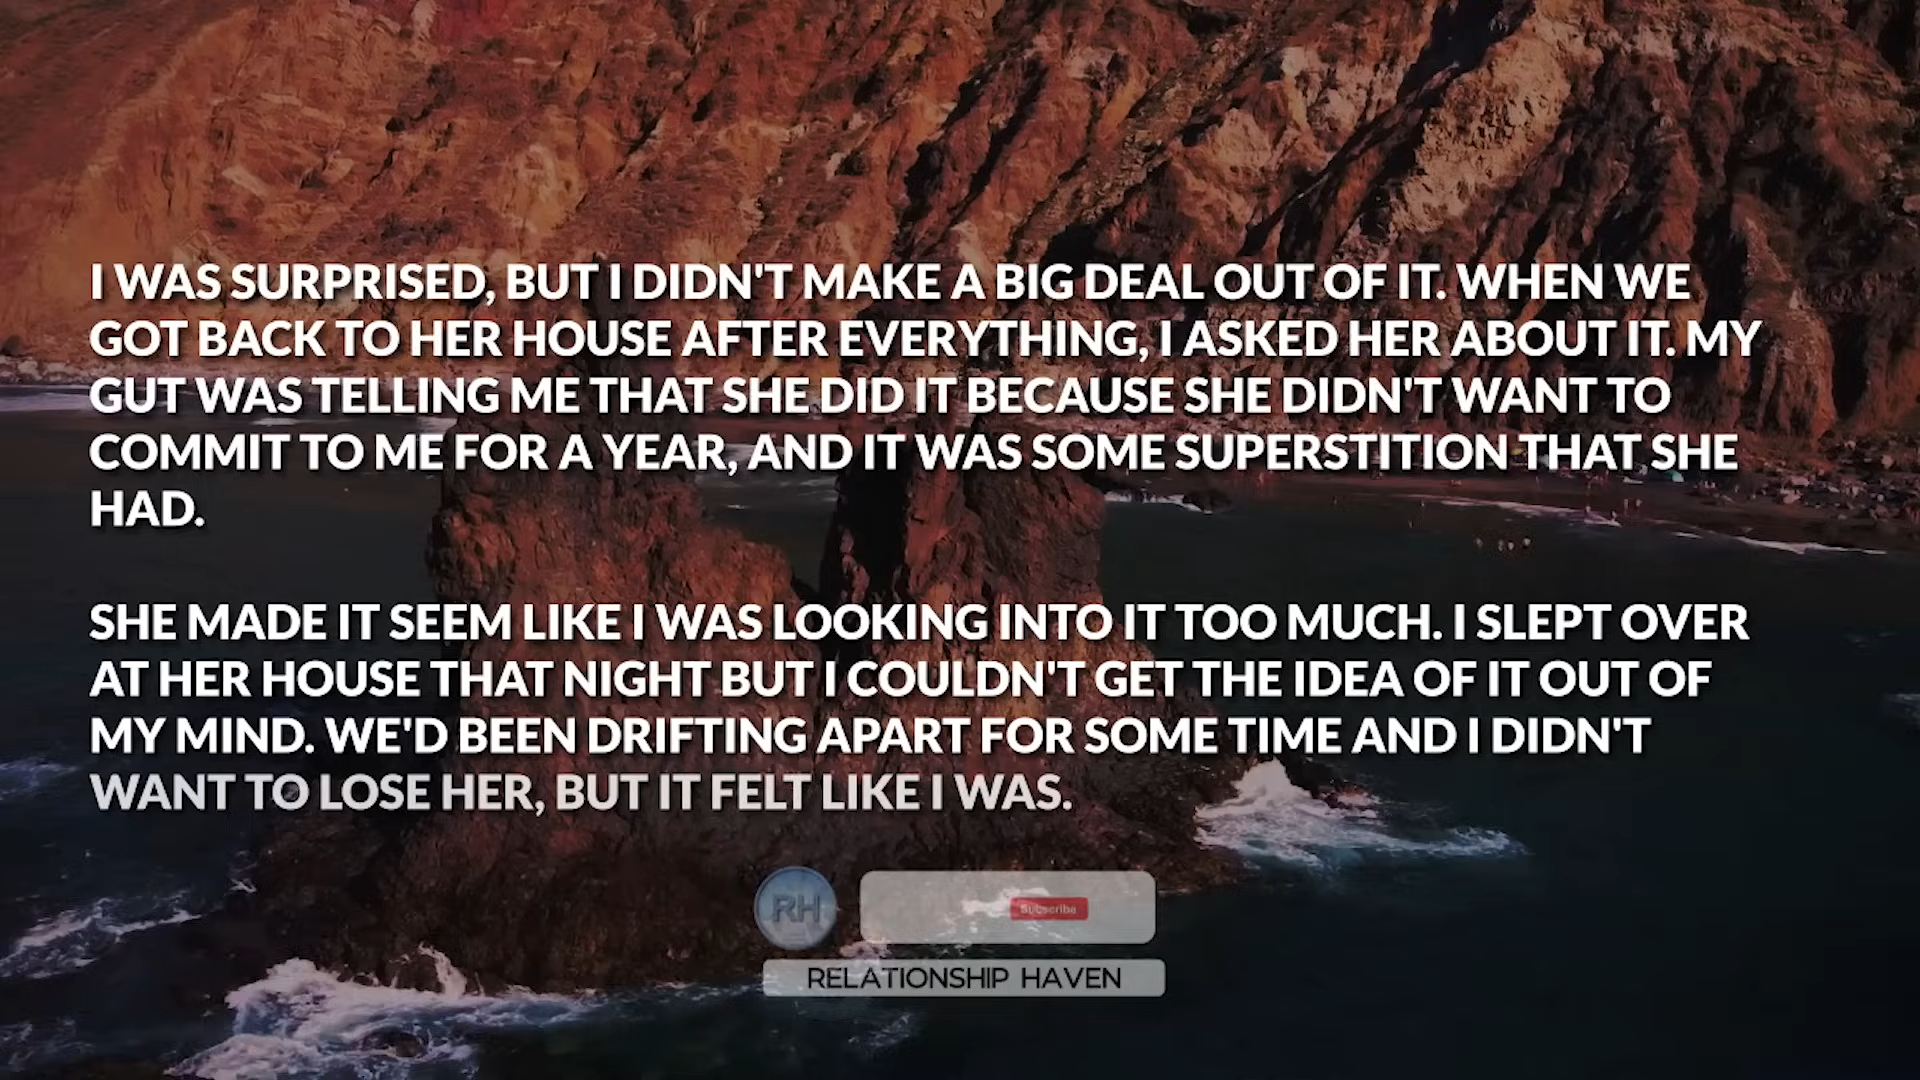 I WAS SURPRISED, BUT I DIDN'T MAKE A BIG DEAL OUT OF IT. WHEN WE
GOT BACK TO HER HOUSE AFTER EVERYTHING, I ASKED HER ABOUT IT. MY
GUT WAS TELLING ME THAT SHE DID IT BECAUSE SHE DIDN'T WANT TO
COMMIT TO ME FOR A YEAR, AND IT WAS SOME SUPERSTITION THAT SHE
HAD.
SHE MADE IT SEEM LIKE I WAS LOOKING INTO IT TOO MUCH. I SLEPT OVER
AT HER HOUSE THAT NIGHT BUT I COULDN'T GET THE IDEA OF IT OUT OF
MY MIND. WE'D BEEN DRIFTING APART FOR SOME TIME AND I DIDN'T
WANT TO LOSE HER, BUT IT FELT LIKE I WAS.
RH
Subscribe
RELATIONSHIP HAVEN